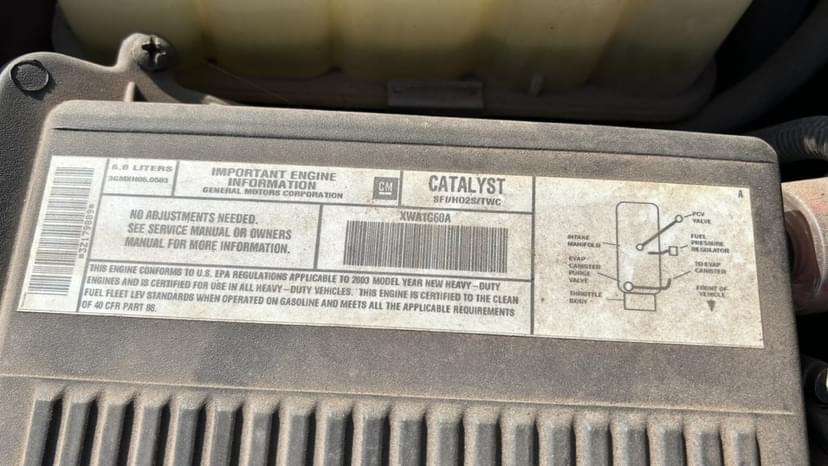 6.0 LITERS
3GMXH06.0583
IMPORTANT ENGINE
INFORMATION
GENERAL MOTORS CORPORATION
GM
CATALYST
SFI/HO2S/TWC
NO ADJUSTMENTS NEEDED.
SEE SERVICE MANUAL OR OWNERS
MANUAL FOR MORE INFORMATION.
XWA1G60A
THIS ENGINE CONFORMS TO U.S. EPA REGULATIONS APPLICABLE TO 2003 MODEL YEAR NEW HEAVY-DUTY
ENGINES AND IS CERTIFIED FOR USE IN ALL HEAVY-DUTY VEHICLES. THIS ENGINE IS CERTIFIED TO THE CLEAN
FUEL FLEET LEV STANDARDS WHEN OPERATED ON GASOLINE AND MEETS ALL THE APPLICABLE REQUIREMENTS
OF 40 CFR PART 88.
A
PCV
VALVE
INTAKE
MANIFOLD
FUEL
PRESSURE
REGULATOR
EVAP
CANISTER
PURGE
VALVE
TO EVAP
CANISTER
THROTTLE
BODY
FRONT OF
VEHICLE